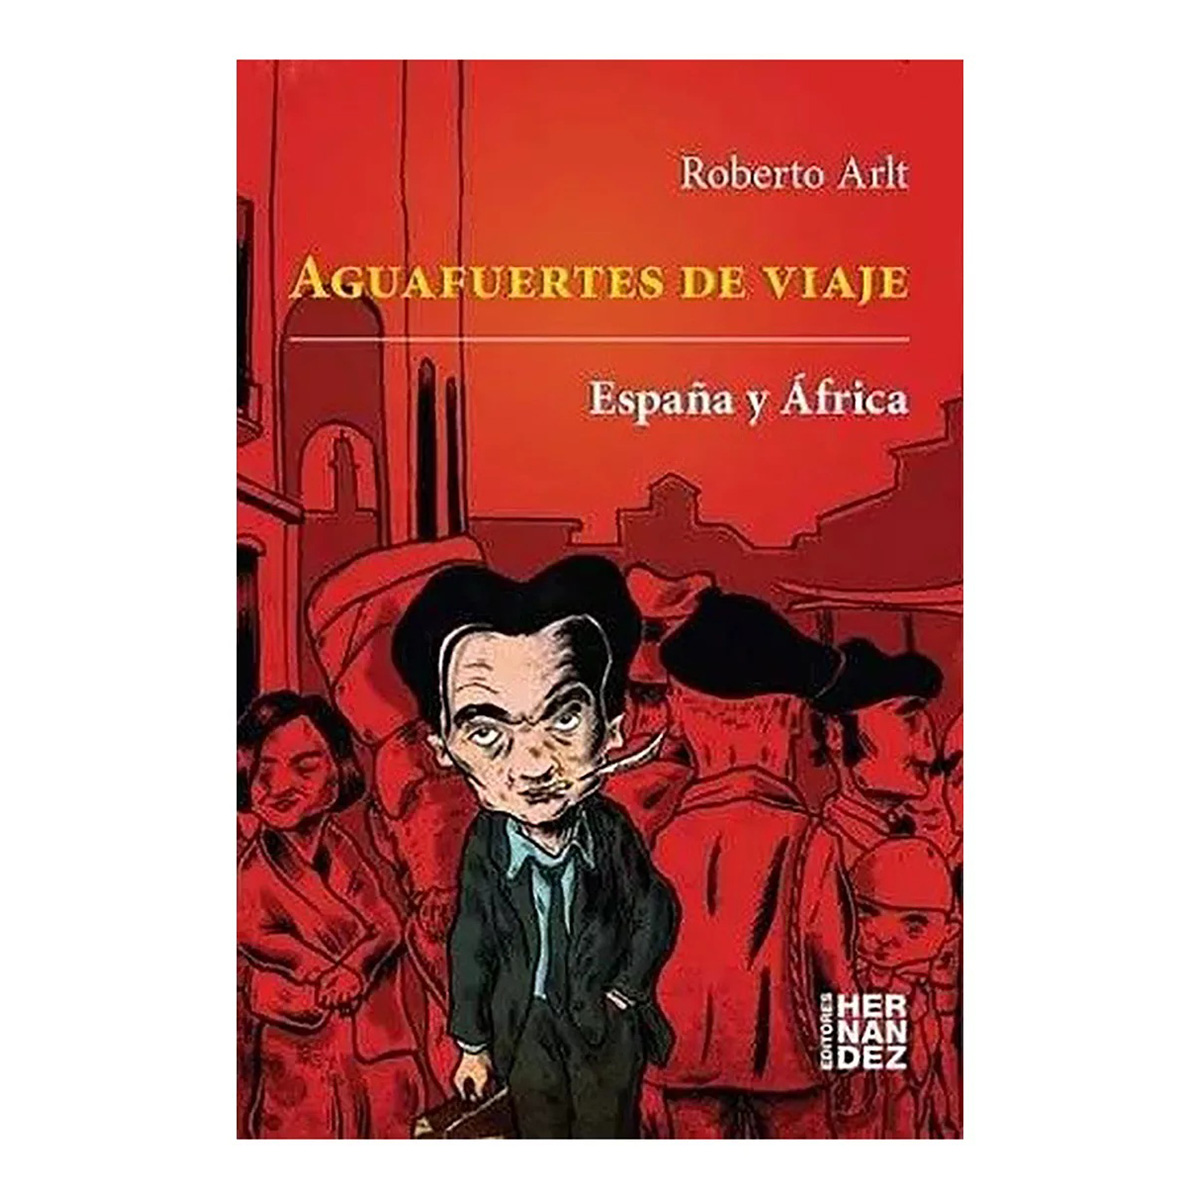 Roberto Arlt
AGUAFUERTES DE VIAJE
España y África
EDITORES
HER
NAN
DEZ